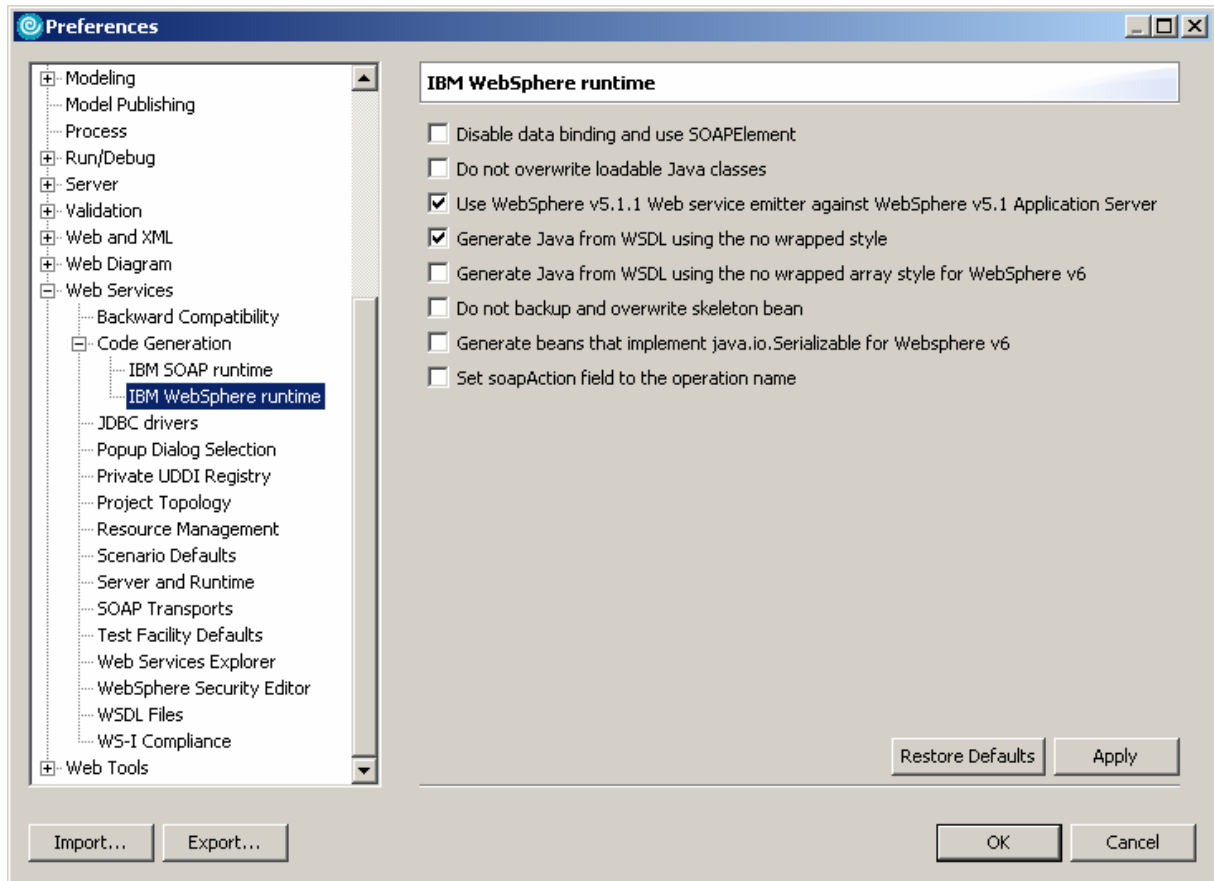 Preferences
Modeling
Model Publishing
Process
Run/Debug
Server
Validation
Web and XML
Web Diagram
Web Services
Backward Compatibility
Code Generation
IBM SOAP runtime
IBM WebSphere runtime
JDBC drivers
Popup Dialog Selection
Private UDDI Registry
Project Topology
Resource Management
Scenario Defaults
Server and Runtime
SOAP Transports
Test Facility Defaults
Web Services Explorer
WebSphere Security Editor
WSDL Files
WS-I Compliance
Web Tools
IBM WebSphere runtime
Disable data binding and use SOAPElement
Do not overwrite loadable Java classes
Use WebSphere v5.1.1 Web service emitter against WebSphere v5.1 Application Server
Generate Java from WSDL using the no wrapped style
Generate Java from WSDL using the no wrapped array style for WebSphere v6
Do not backup and overwrite skeleton bean
Generate beans that implement java.io.Serializable for Websphere v6
Set soapAction field to the operation name
Restore Defaults Apply
Import... Export... OK Cancel